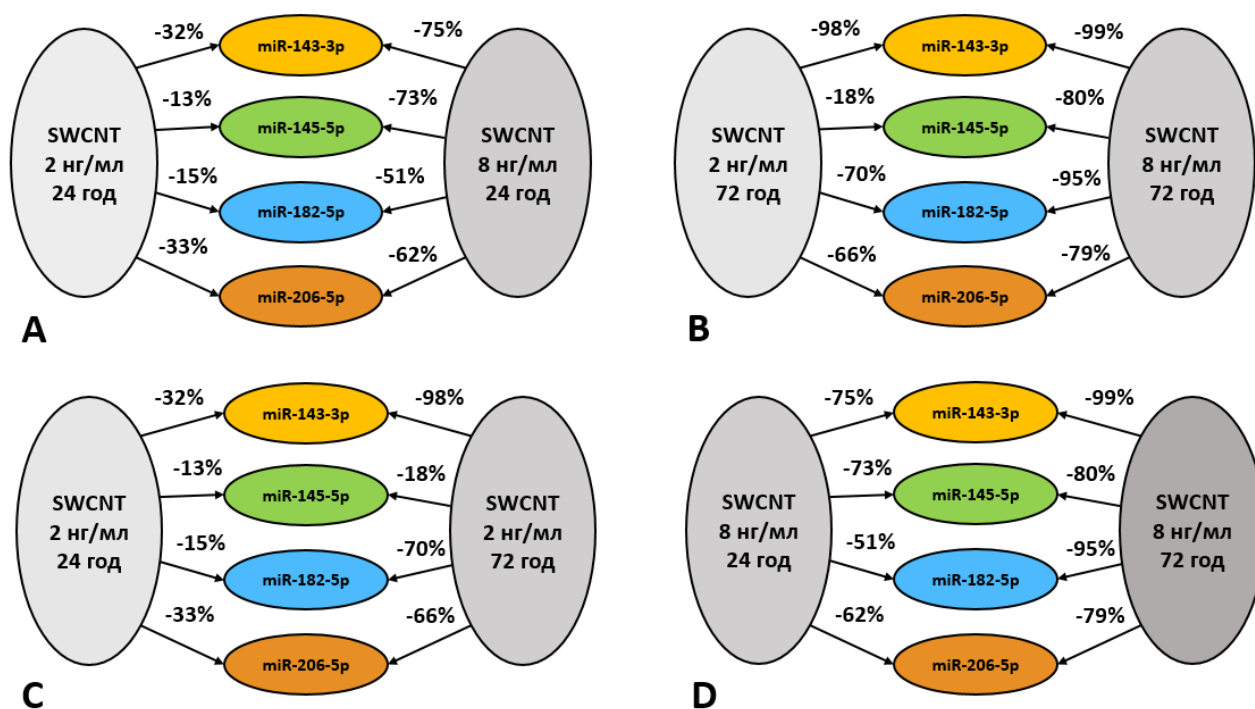 -32%
miR-143-3p
-75%
-13%
miR-145-5p
-73%
SWCNT
2 нг/мл
24 год
-15%
miR-182-5p
-51%
SWCNT
8 нг/мл
24 год
-33%
miR-206-5p
-62%
A
-98%
miR-143-3p
-99%
-18%
miR-145-5p
-80%
SWCNT
2 нг/мл
72 год
-70%
miR-182-5p
-95%
SWCNT
8 нг/мл
72 год
-66%
miR-206-5p
-79%
B
-32%
miR-143-3p
-98%
-13%
miR-145-5p
-18%
SWCNT
2 нг/мл
24 год
-15%
miR-182-5p
-70%
SWCNT
2 нг/мл
72 год
-33%
miR-206-5p
-66%
C
-75%
miR-143-3p
-99%
-73%
miR-145-5p
-80%
SWCNT
8 нг/мл
24 год
-51%
miR-182-5p
-95%
SWCNT
8 нг/мл
72 год
-62%
miR-206-5p
-79%
D